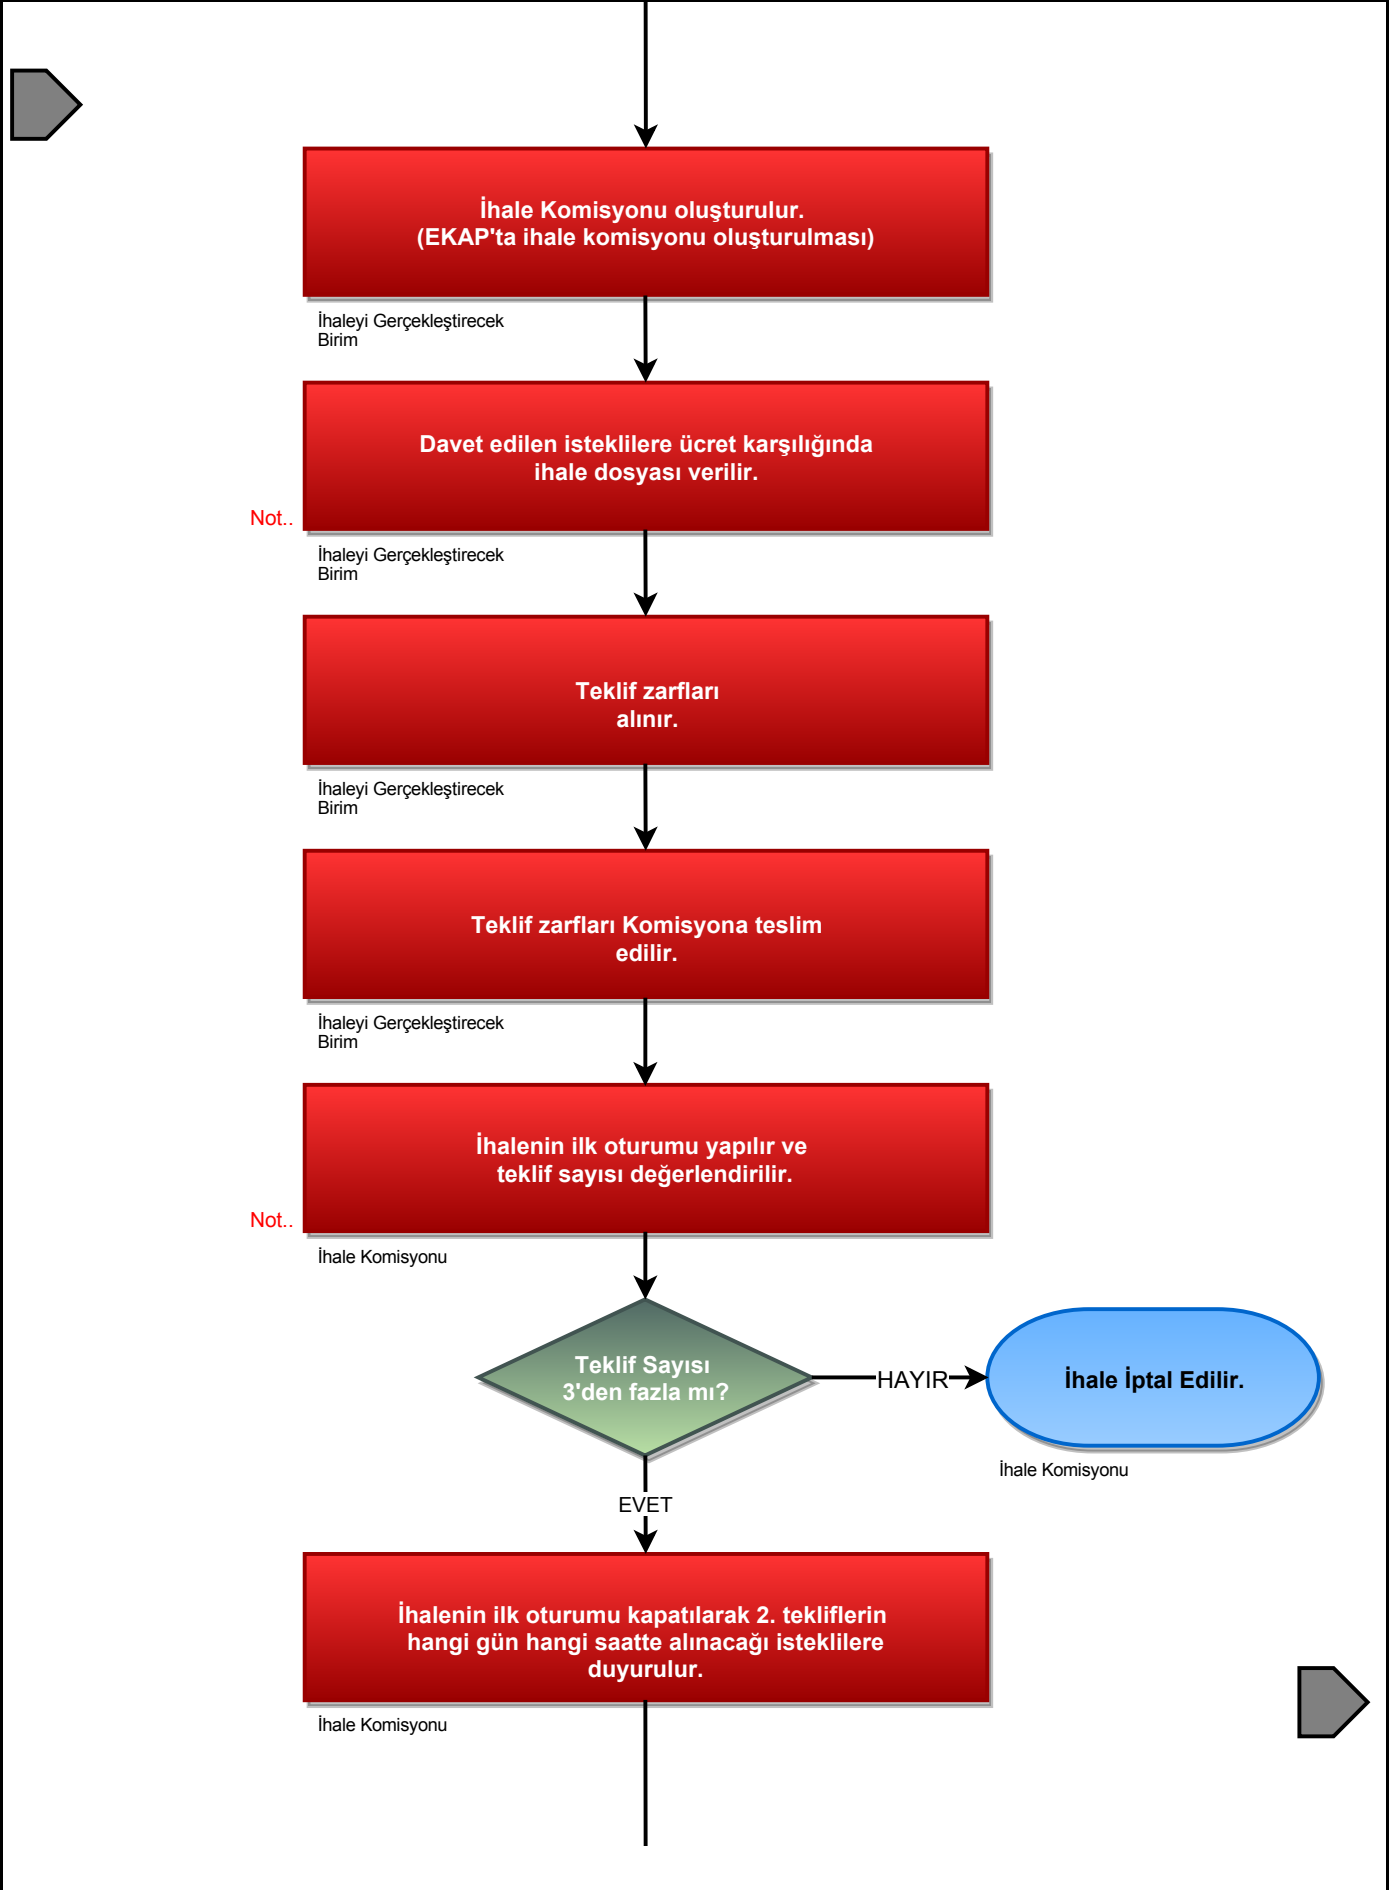 İhale Komisyonu oluşturulur.
(EKAP'ta ihale komisyonu oluşturulması)
İhaleyi Gerçekleştirecek
Birim
Davet edilen isteklilere ücret karşılığında
ihale dosyası verilir.
Not..
İhaleyi Gerçekleştirecek
Birim
Teklif zarfları
alınır.
İhaleyi Gerçekleştirecek
Birim
Teklif zarfları Komisyona teslim
edilir.
İhaleyi Gerçekleştirecek
Birim
İhalenin ilk oturumu yapılır ve
teklif sayısı değerlendirilir.
Not..
İhale Komisyonu
Teklif Sayısı
3'den fazla mı?
HAYIR
İhale İptal Edilir.
İhale Komisyonu
EVET
İhalenin ilk oturumu kapatılarak 2. tekliflerin
hangi gün hangi saatte alınacağı isteklilere
duyurulur.
İhale Komisyonu